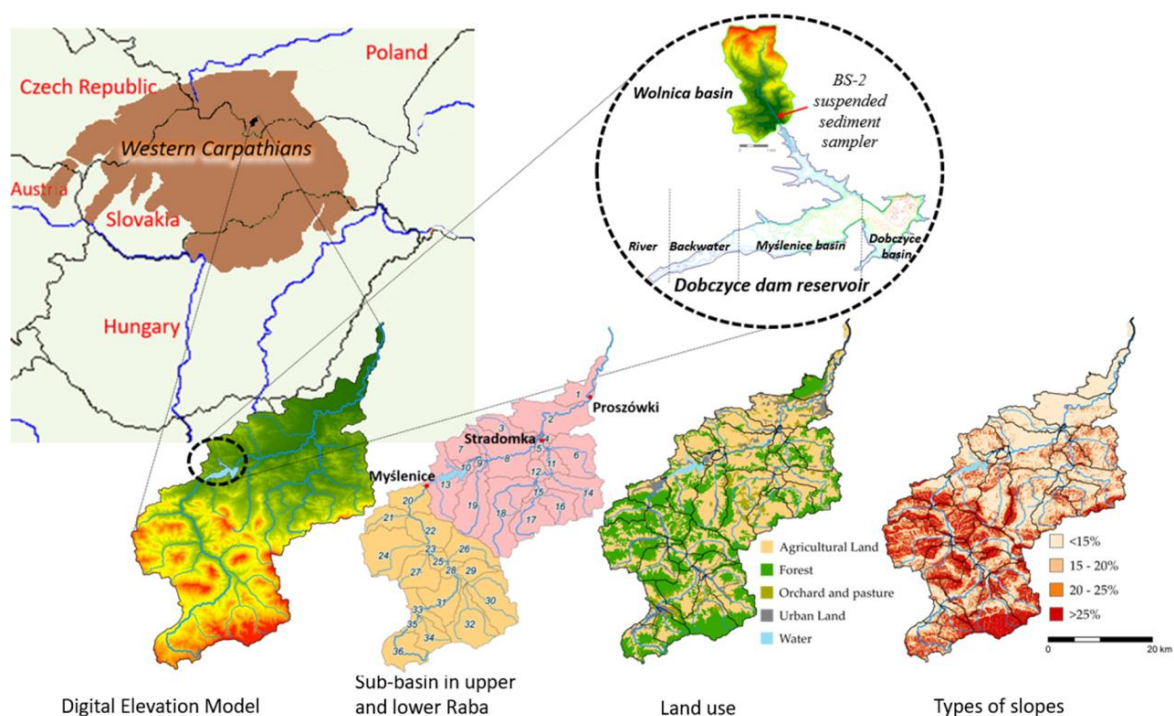 Poland
Czech Republic
Western Carpathians
Austria
Slovakia
Hungary
Wolnica basin
BS-2
suspended
sediment
sampler
River
Backwater
Myślenice basin
Dobczyce
basin
Dobczyce dam reservoir
Proszówki
Stradomka
Myślenice
1
2
3
4
5
6
7
8
9
10
11
12
13
14
15
16
17
18
19
20
21
22
23
24
25
26
27
28
29
30
31
32
33
34
35
36
Agricultural Land
Forest
Orchard and pasture
Urban Land
Water
<15%
15 - 20%
20 - 25%
>25%
0 20 km
Digital Elevation Model
Sub-basin in upper
and lower Raba
Land use
Types of slopes